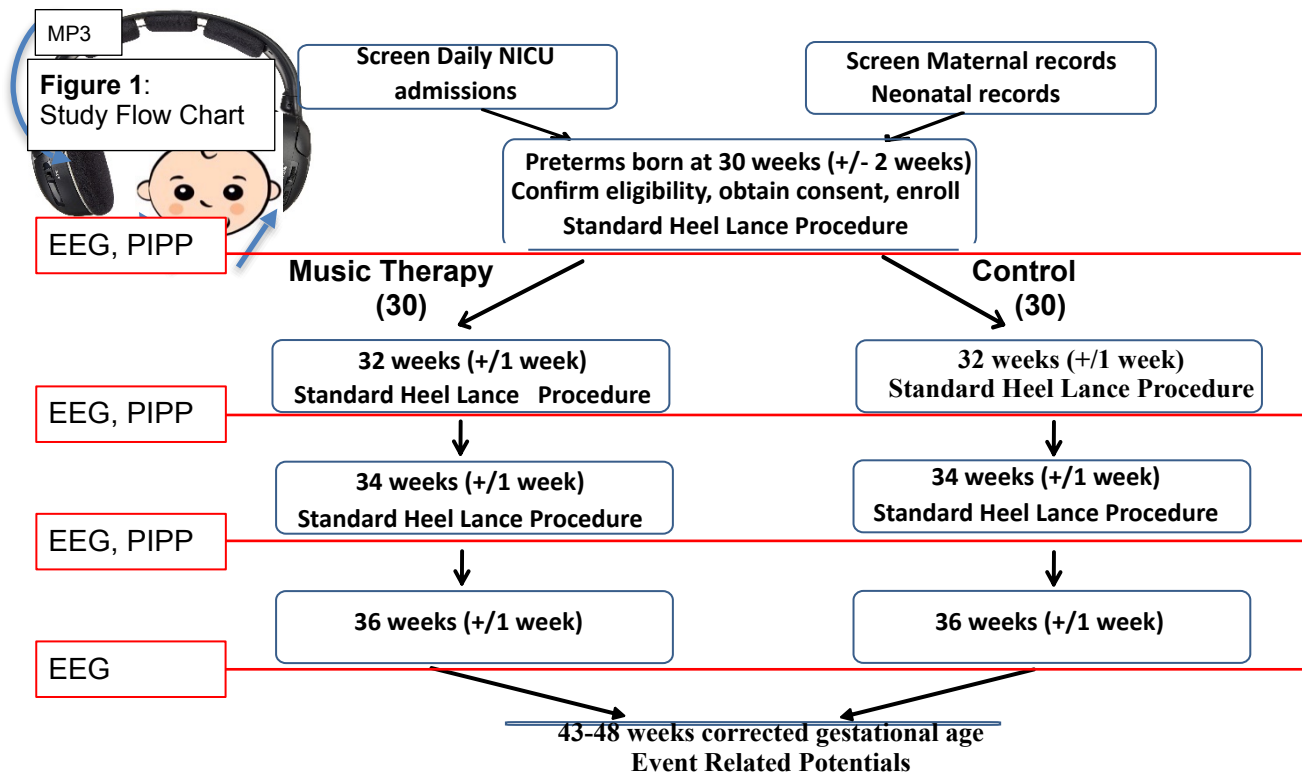 MP3
Figure 1:
Study Flow Chart
Screen Daily NICU
admissions
Screen Maternal records
Neonatal records
Preterms born at 30 weeks (+/- 2 weeks)
Confirm eligibility, obtain consent, enroll
Standard Heel Lance Procedure
EEG, PIPP
Music Therapy
(30)
Control
(30)
32 weeks (+/1 week)
Standard Heel Lance Procedure
32 weeks (+/1 week)
Standard Heel Lance Procedure
EEG, PIPP
34 weeks (+/1 week)
Standard Heel Lance Procedure
34 weeks (+/1 week)
Standard Heel Lance Procedure
EEG, PIPP
36 weeks (+/1 week)
36 weeks (+/1 week)
EEG
43-48 weeks corrected gestational age
Event Related Potentials